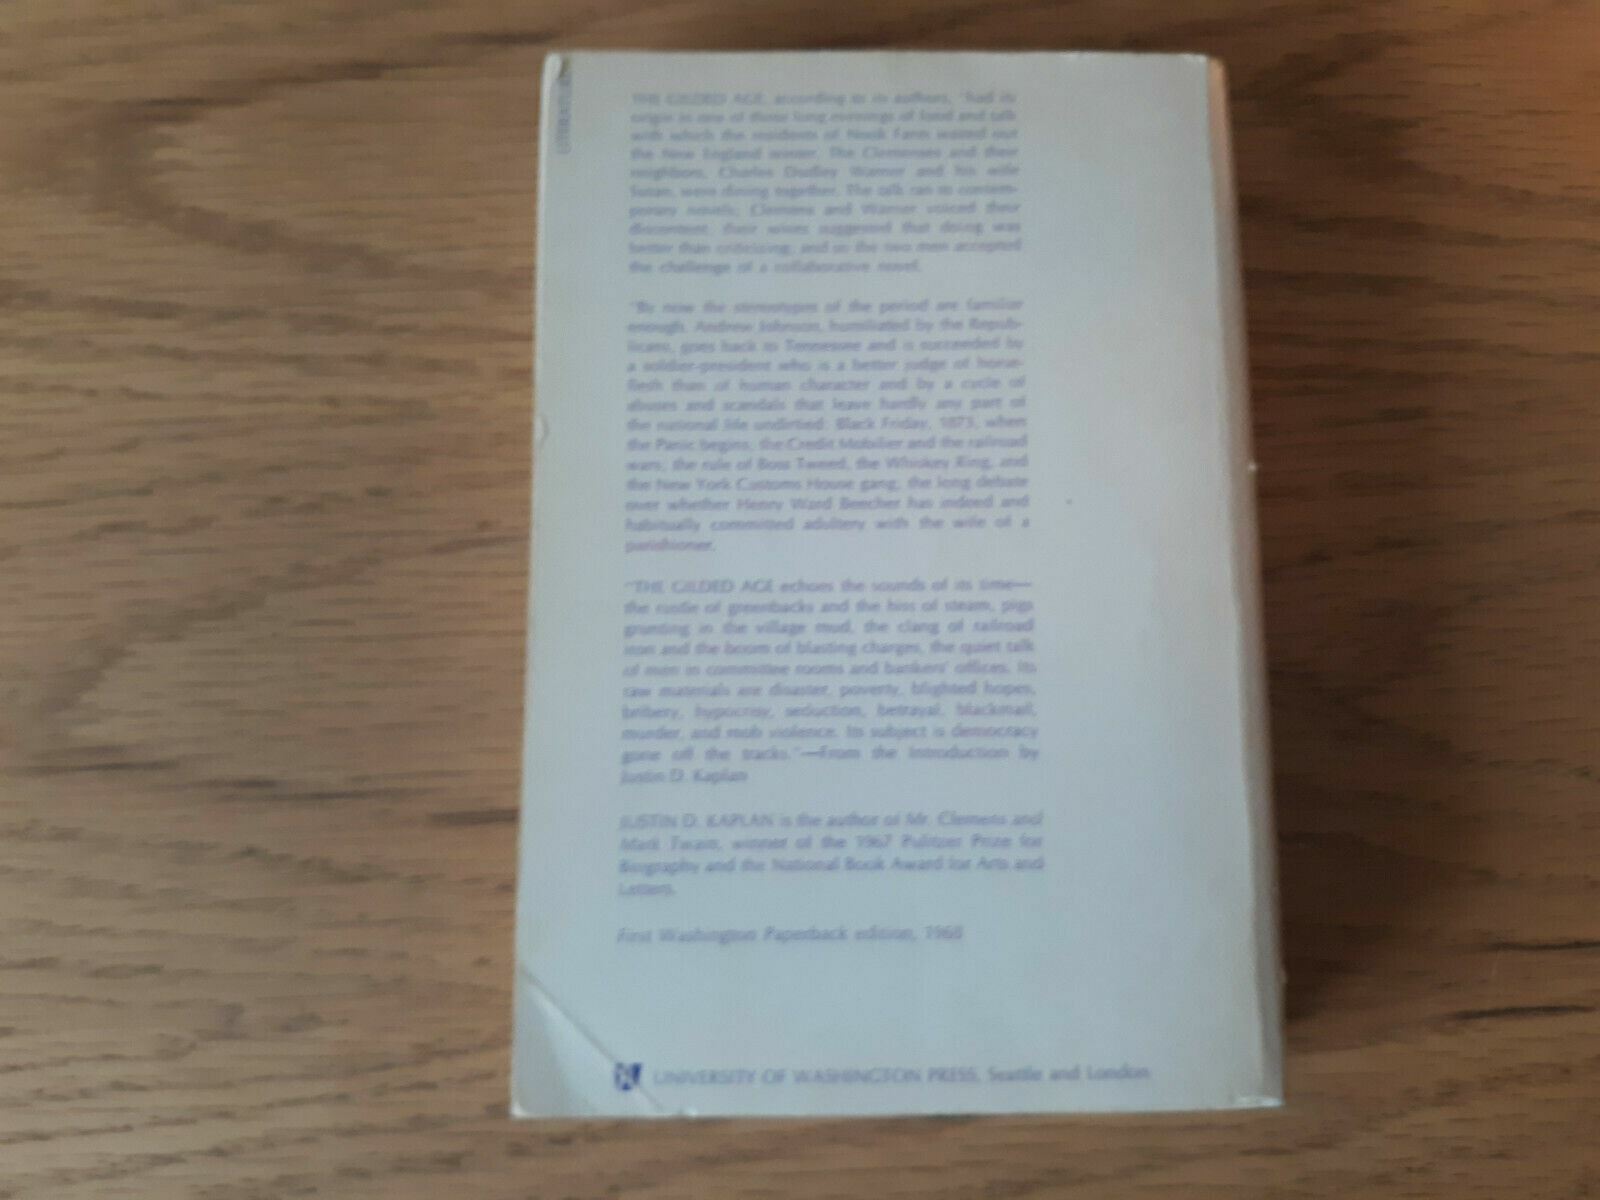 LITERATURE
THE GILDED AGE, according to its authors, "had its
origin in one of those long evenings of food and talk
with which the residents of Nook Farm waited out
the New England winter. The Clemenses and their
neighbors, Charles Dudley Warner and his wife
Susan, were dining together. The talk ran to contem-
porary novels; Clemens and Warner voiced their
discontent; their wives suggested that doing was
better than criticizing; and so the two men accepted
the challenge of a collaborative novel.
"By now the stereotypes of the period are familiar
enough. Andrew Johnson, humiliated by the Repub-
licans, goes back to Tennessee and is succeeded by
a soldier-president who is a better judge of horse-
flesh than of human character and by a cycle of
abuses and scandals that leave hardly any part of
the national life undirtied: Black Friday, 1873, when
the Panic begins; the Credit Mobilier and the railroad
wars; the rule of Boss Tweed, the Whiskey Ring, and
the New York Customs House gang; the long debate
over whether Henry Ward Beecher has indeed and
habitually committed adultery with the wife of a
parishioner.
"THE GILDED AGE echoes the sounds of its time—
the rustle of greenbacks and the hiss of steam, pigs
grunting in the village mud, the clang of railroad
iron and the boom of blasting charges, the quiet talk
of men in committee rooms and bankers' offices. Its
raw materials are disaster, poverty, blighted hopes,
bribery, hypocrisy, seduction, betrayal, blackmail,
murder, and mob violence. Its subject is democracy
gone off the tracks."—From the Introduction by
Justin D. Kaplan
JUSTIN D. KAPLAN is the author of Mr. Clemens and
Mark Twain, winner of the 1967 Pulitzer Prize for
Biography and the National Book Award for Arts and
Letters.
First Washington Paperback edition, 1968
UNIVERSITY OF WASHINGTON PRESS, Seattle and London